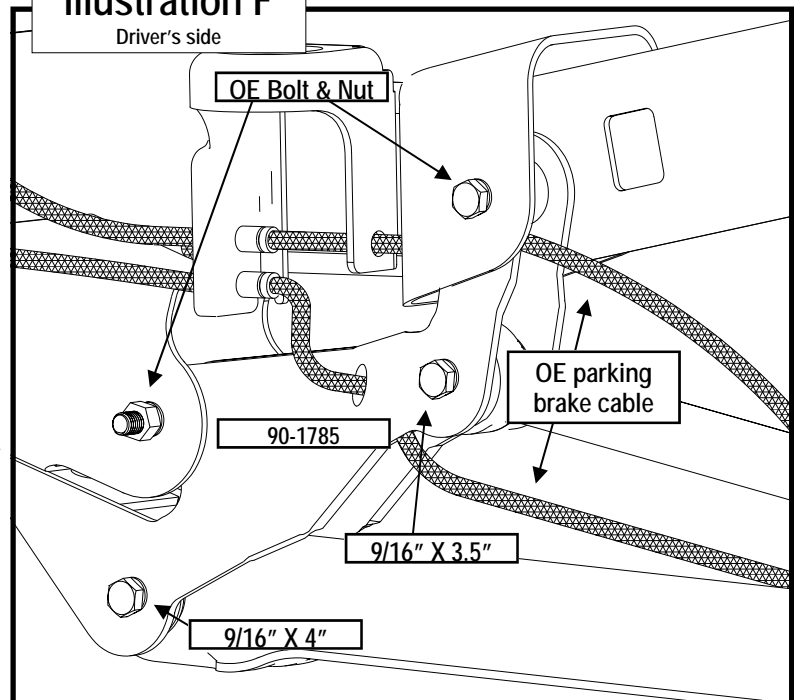 Illustration F
Driver's side
OE Bolt & Nut
OE parking
brake cable
90-1785
9/16" X 3.5"
9/16" X 4"